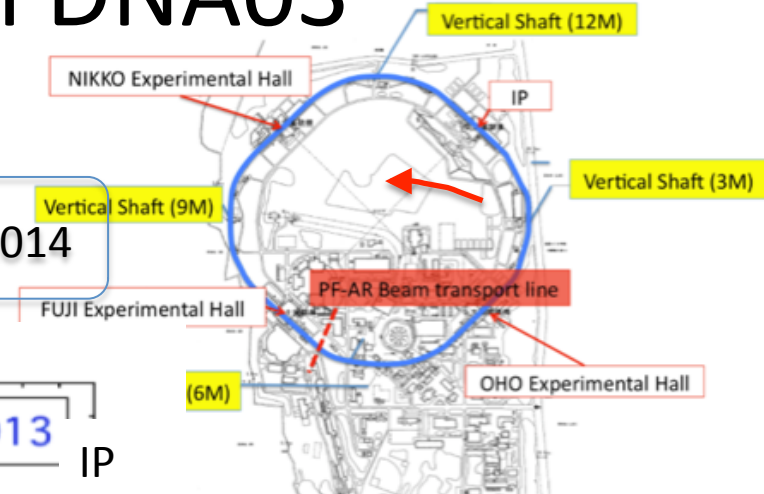 Vertical Shaft (12M)
NIKKO Experimental Hall
IP
Vertical Shaft (3M)
Vertical Shaft (9M)
014
PF-AR Beam transport line
FUJI Experimental Hall
OHO Experimental Hall
(6M)
13
IP